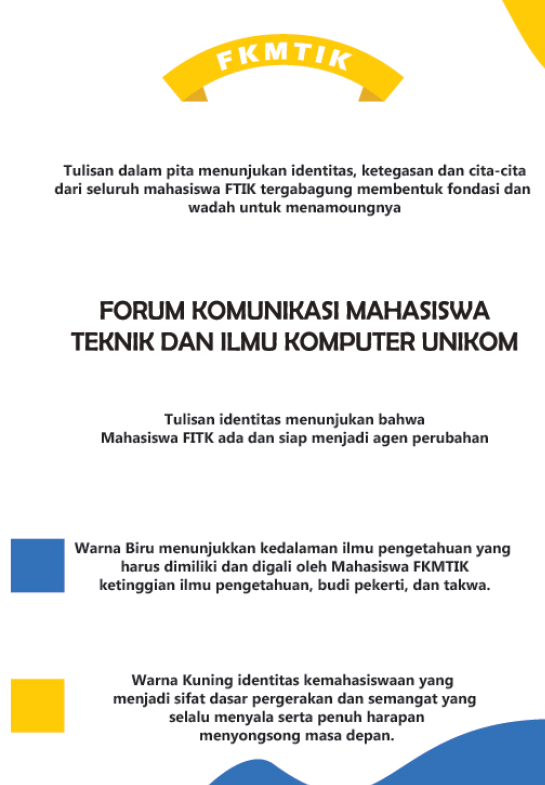 FKMTIK
Tulisan dalam pita menunjukan identitas, ketegasan dan cita-cita
dari seluruh mahasiswa FTIK tergabagung membentuk fondasi dan
wadah untuk menamoungnya
FORUM KOMUNIKASI MAHASISWA
TEKNIK DAN ILMU KOMPUTER UNIKOM
Tulisan identitas menunjukan bahwa
Mahasiswa FITK ada dan siap menjadi agen perubahan
Warna Biru menunjukkan kedalaman ilmu pengetahuan yang
harus dimiliki dan digali oleh Mahasiswa FKMTIK
ketinggian ilmu pengetahuan, budi pekerti, dan takwa.
Warna Kuning identitas kemahasiswaan yang
menjadi sifat dasar pergerakan dan semangat yang
selalu menyala serta penuh harapan
menyongsong masa depan.